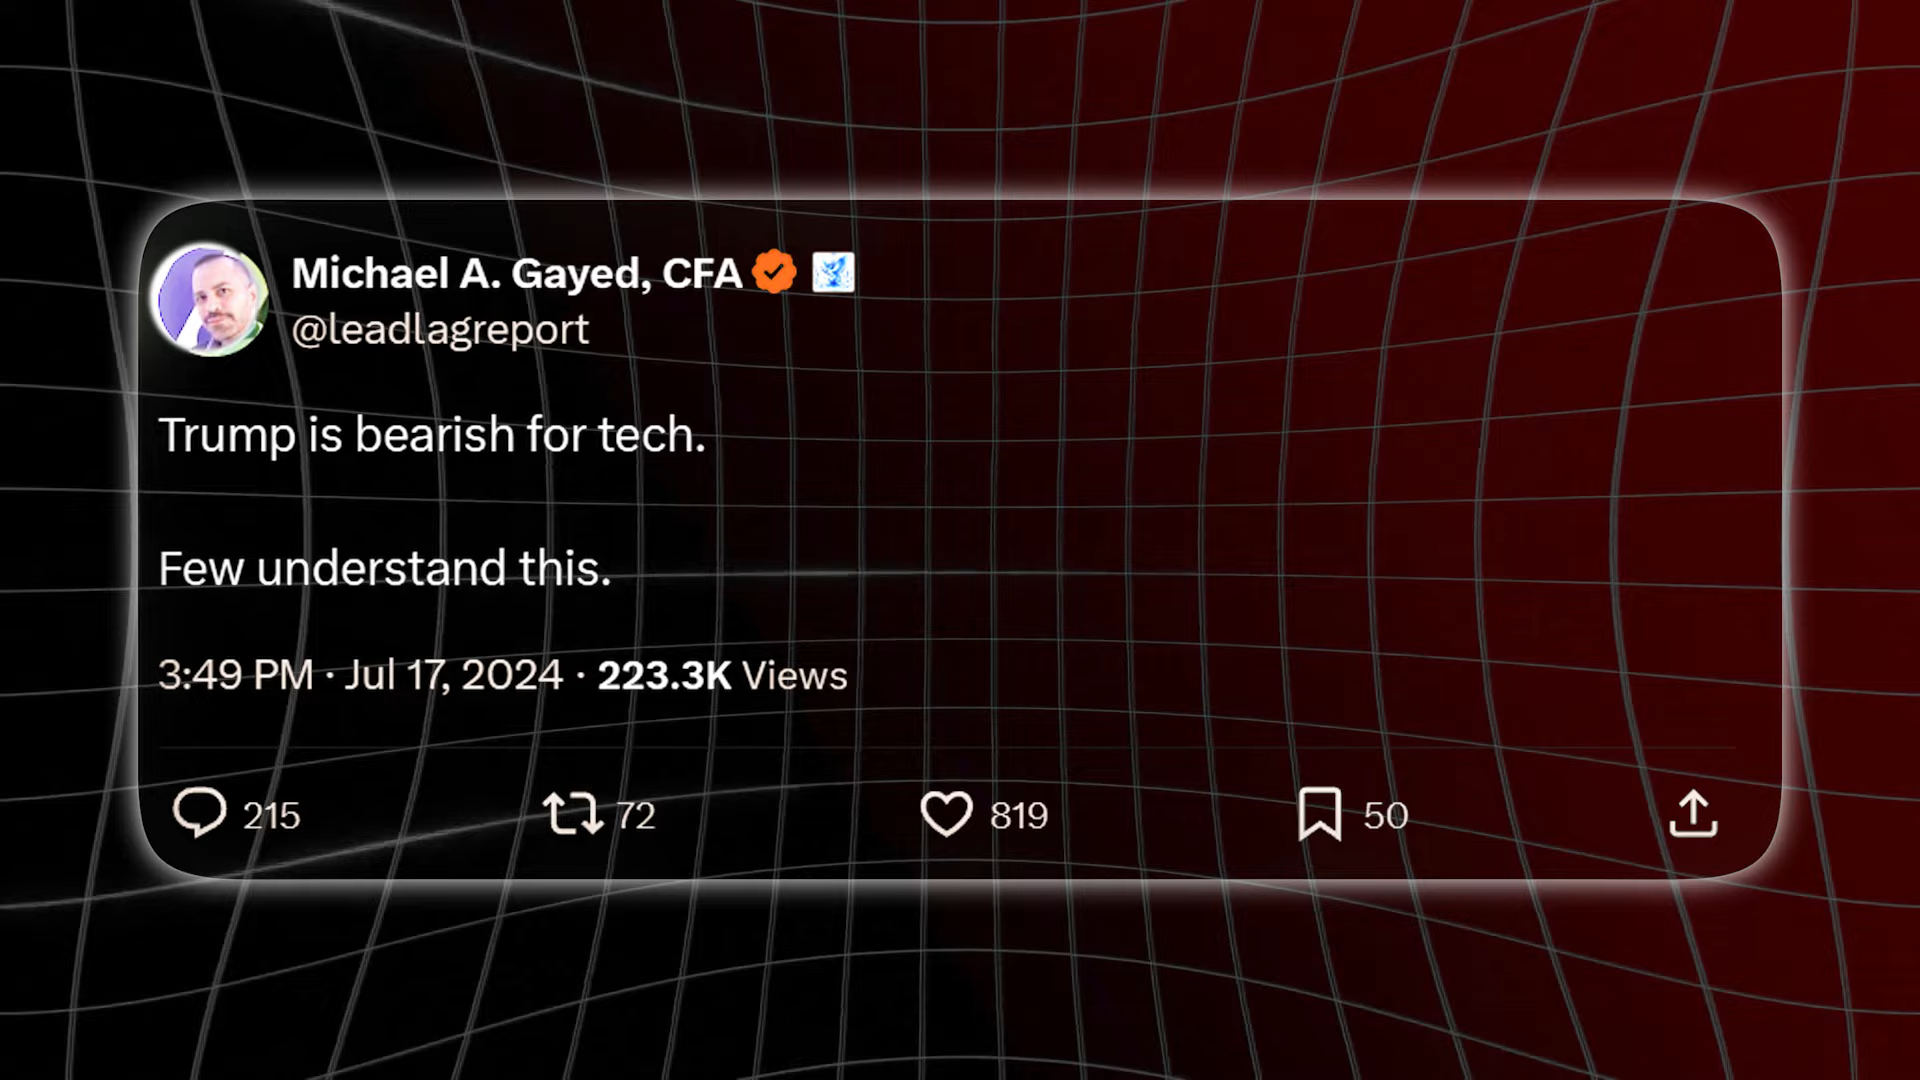 Michael A. Gayed, CFA
@leadlagreport
Trump is bearish for tech.
Few understand this.
3:49 PM · Jul 17, 2024 · 223.3K Views
215 72 819 50